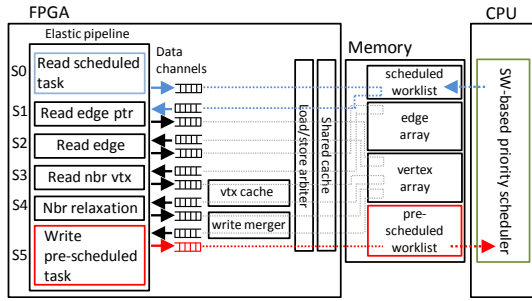 FPGA
CPU
Elastic pipeline
Data
channels
Memory
S0
Read scheduled
task
S1
Read edge ptr
S2
Read edge
S3
Read nbr vtx
S4
Nbr relaxation
S5
Write
pre-scheduled
task
vtx cache
write merger
Load/store arbiter
Shared cache
scheduled
worklist
edge
array
vertex
array
pre-
scheduled
worklist
SW-based
priority scheduler